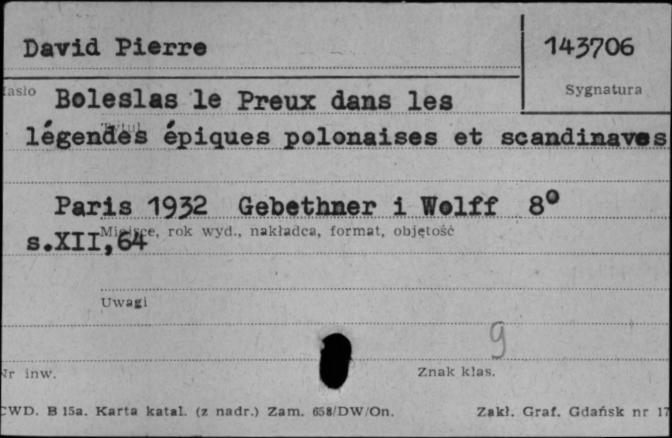 David Pierre
143706
Hasło
Sygnatura
Boleslas le Preux dans les
Tytuł
légendes épiques polonaises et scandinaves
Paris 1932 Gebethner i Wolff 8°
Miejsce, rok wyd., nakładca, format, objętość
s.XII,64
Uwagi
9
Nr inw.
Znak klas.
CWD. B 15a. Karta katal. (z nadr.) Zam. 658/DW/On.
Zakł. Graf. Gdańsk nr 17